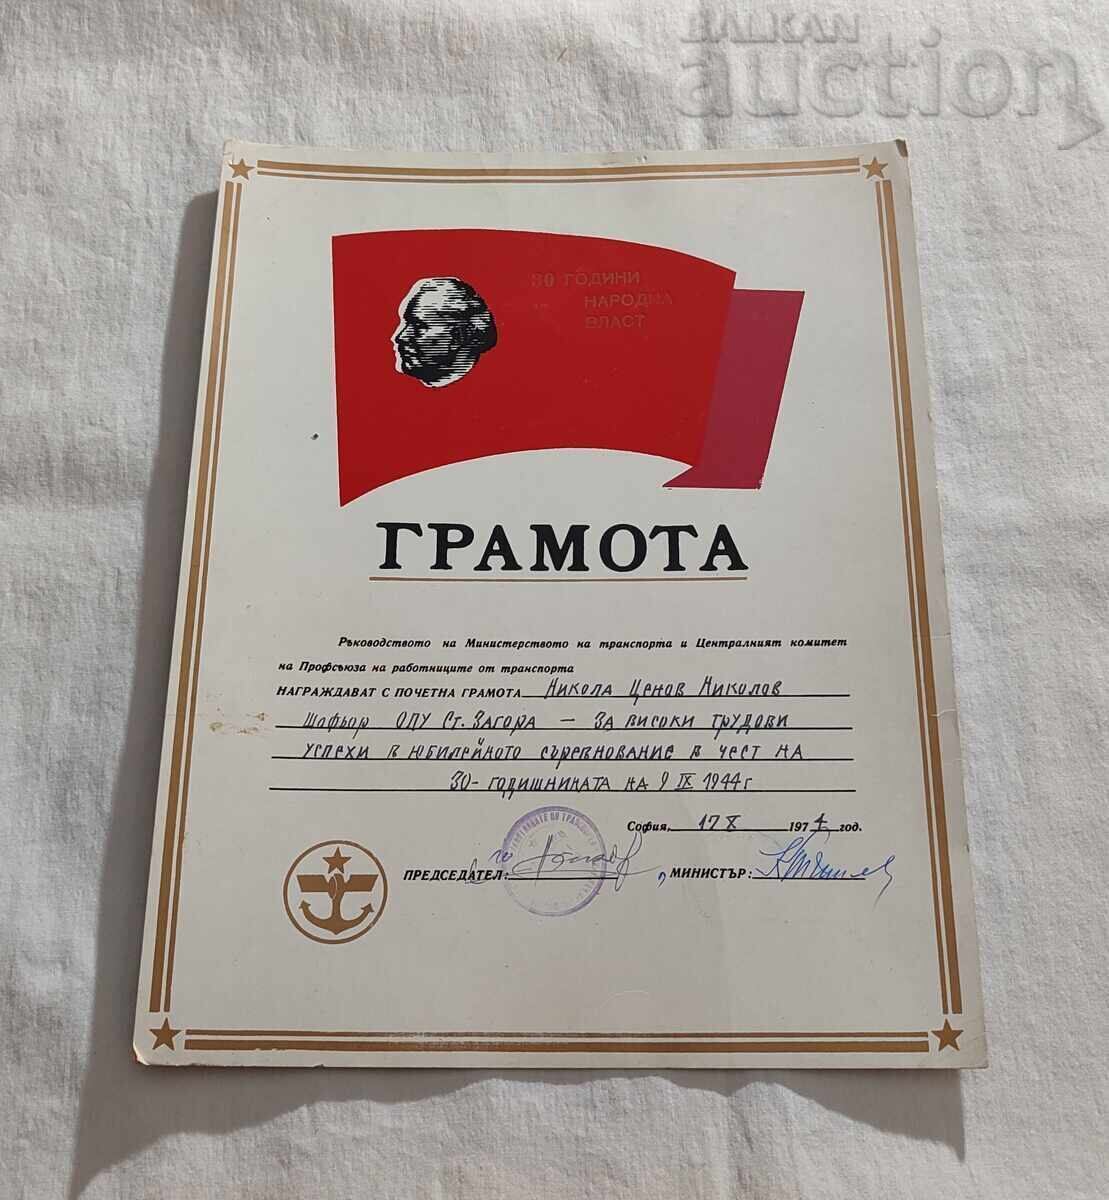 BALKAN
auction
30 ГОДИНИ
НАРОДНА
ВЛАСТ
ГРАМОТА
Ръководството на Министерството на транспорта и Централният комитет
на Профсъюза на работниците от транспорта
НАГРАЖДАВАТ С ПОЧЕТНА ГРАМОТА Никола Ценов Николов
Шофьор ОПУ Ст. Загора – За високи трудови
успехи в юбилейното съревнование в чест на
30-годишнината на 9 IX 1944 г
София, 17 8 1974 год.
ПРЕДСЕДАТЕЛ: МИНИСТЪР: